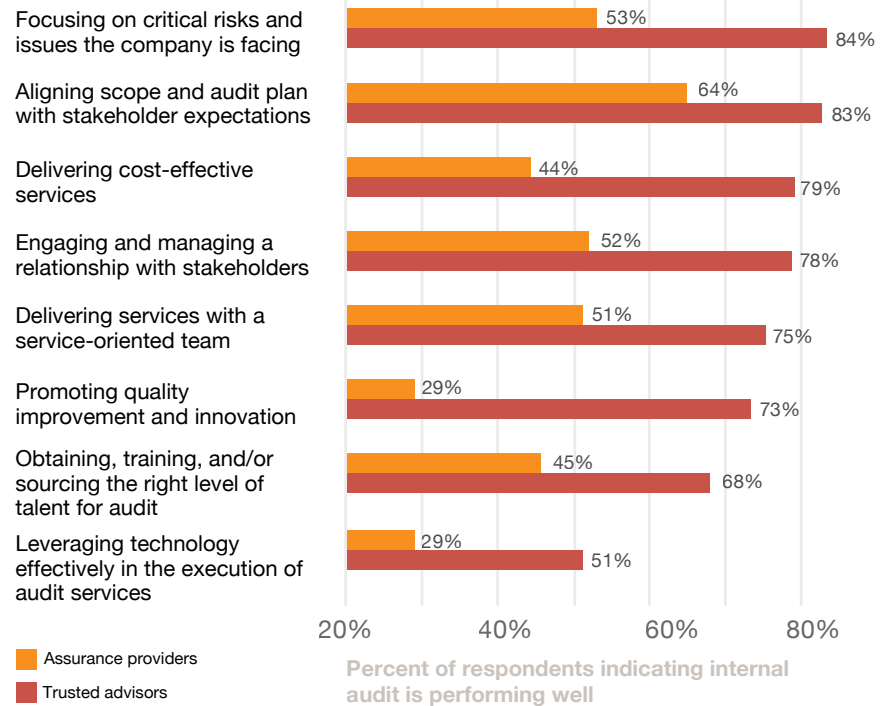 Focusing on critical risks and
issues the company is facing
53%
84%
Aligning scope and audit plan
with stakeholder expectations
64%
83%
Delivering cost-effective
services
44%
79%
Engaging and managing a
relationship with stakeholders
52%
78%
Delivering services with a
service-oriented team
51%
75%
Promoting quality
improvement and innovation
29%
73%
Obtaining, training, and/or
sourcing the right level of
talent for audit
45%
68%
Leveraging technology
effectively in the execution of
audit services
29%
51%
20% 40% 60% 80%
Assurance providers
Trusted advisors
Percent of respondents indicating internal
audit is performing well